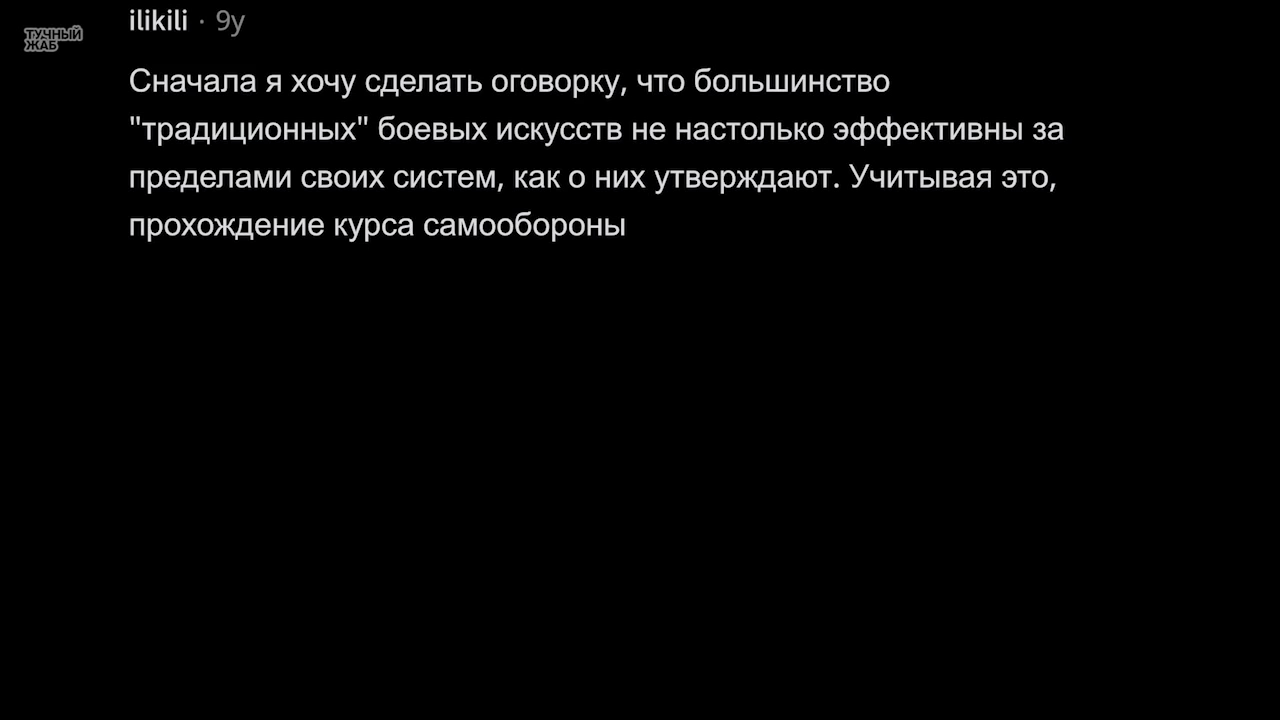 ТУЧНЫЙ
ЖАБ
ilikili · 9y
Сначала я хочу сделать оговорку, что большинство
"традиционных" боевых искусств не настолько эффективны за
пределами своих систем, как о них утверждают. Учитывая это,
прохождение курса самообороны